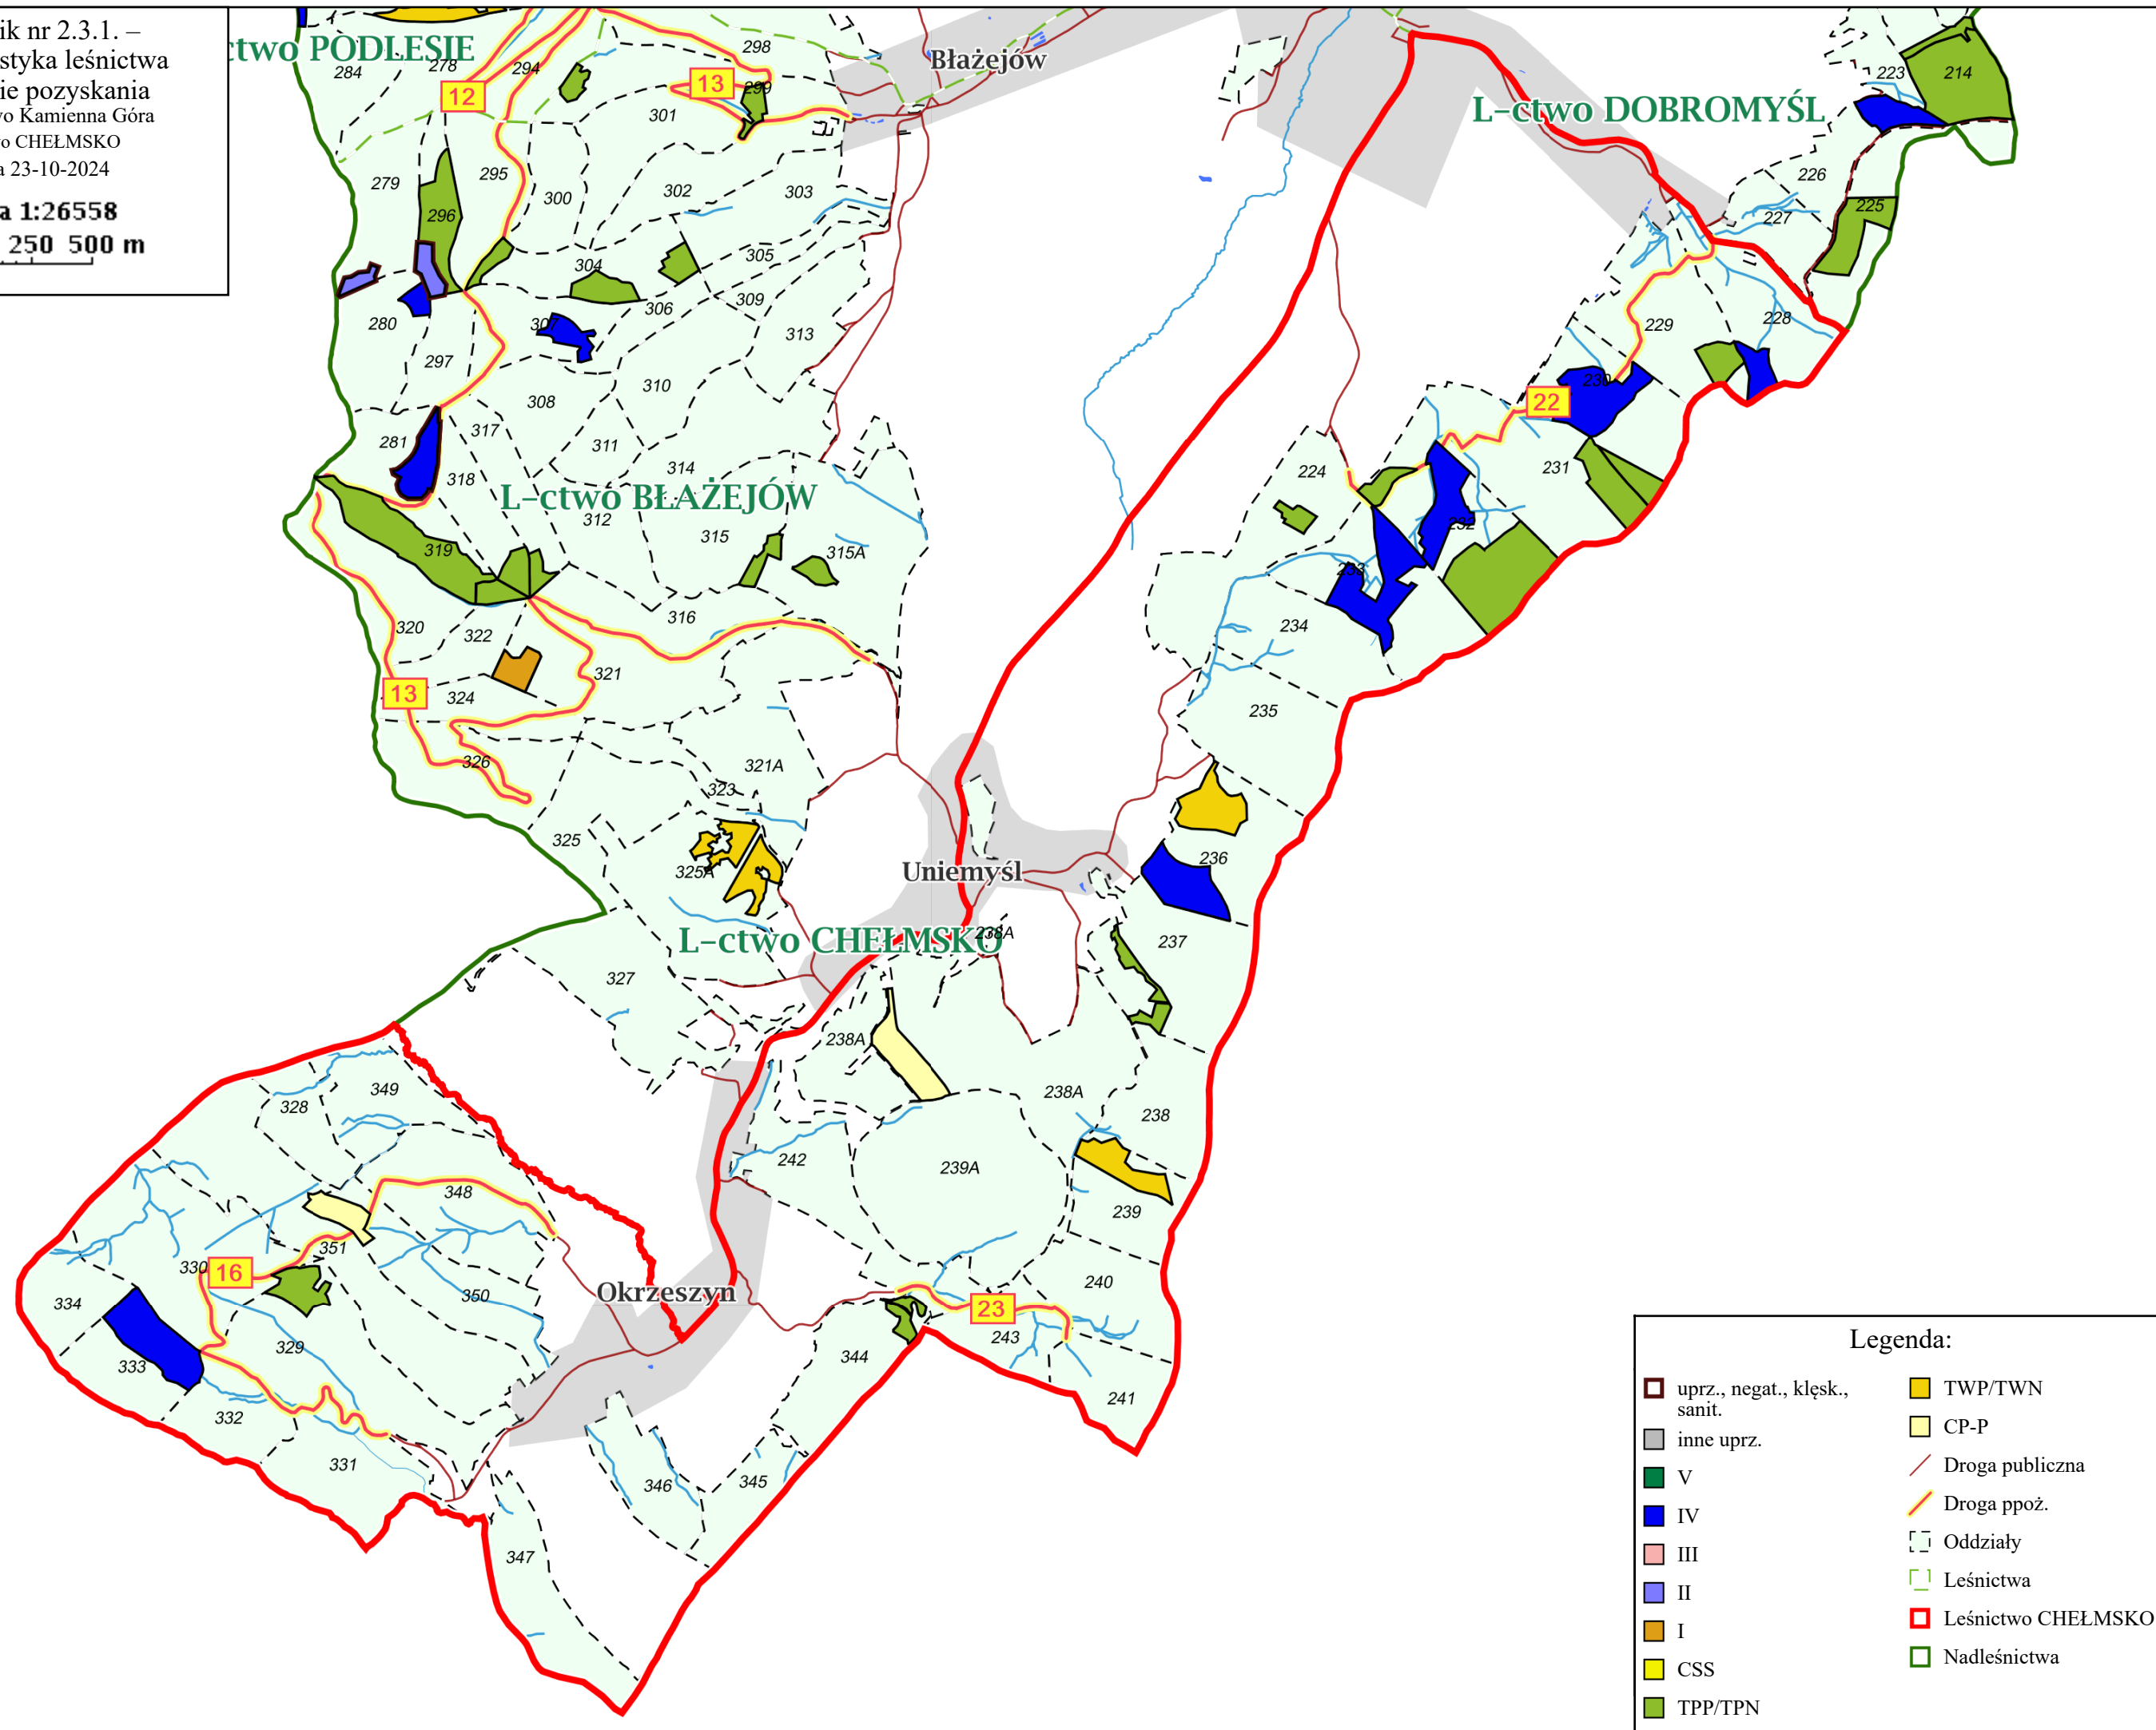 ik nr 2.3.1. –
styka leśnictwa
ie pozyskania
vo Kamienna Góra
o CHEŁMSKO
a 23-10-2024
a 1:26558
250 500 m
ctwo PODLESIE
Błażejów
L-ctwo DOBROMYŚL
284
278
294
298
12
13
299
301
223
214
279
295
296
300
302
303
226
225
227
304
305
306
309
280
307
313
229
228
297
308
310
230
22
281
317
311
318
314
224
231
L-ctwo BŁAŻEJÓW
312
315
315A
232
319
233
320
322
316
234
321
13
324
235
326
321A
323
325
325A
236
Uniemyśl
L-ctwo CHEŁMSKO
238A
237
327
238A
349
328
238A
238
242
239A
348
239
351
330
16
350
Okrzeszyn
240
334
23
243
329
344
333
241
332
331
346
345
347
Legenda:
uprz., negat., klęsk.,
sanit.
inne uprz.
V
IV
III
II
I
CSS
TPP/TPN
TWP/TWN
CP-P
Droga publiczna
Droga ppoż.
Oddziały
Leśnictwa
Leśnictwo CHEŁMSKO
Nadleśnictwa